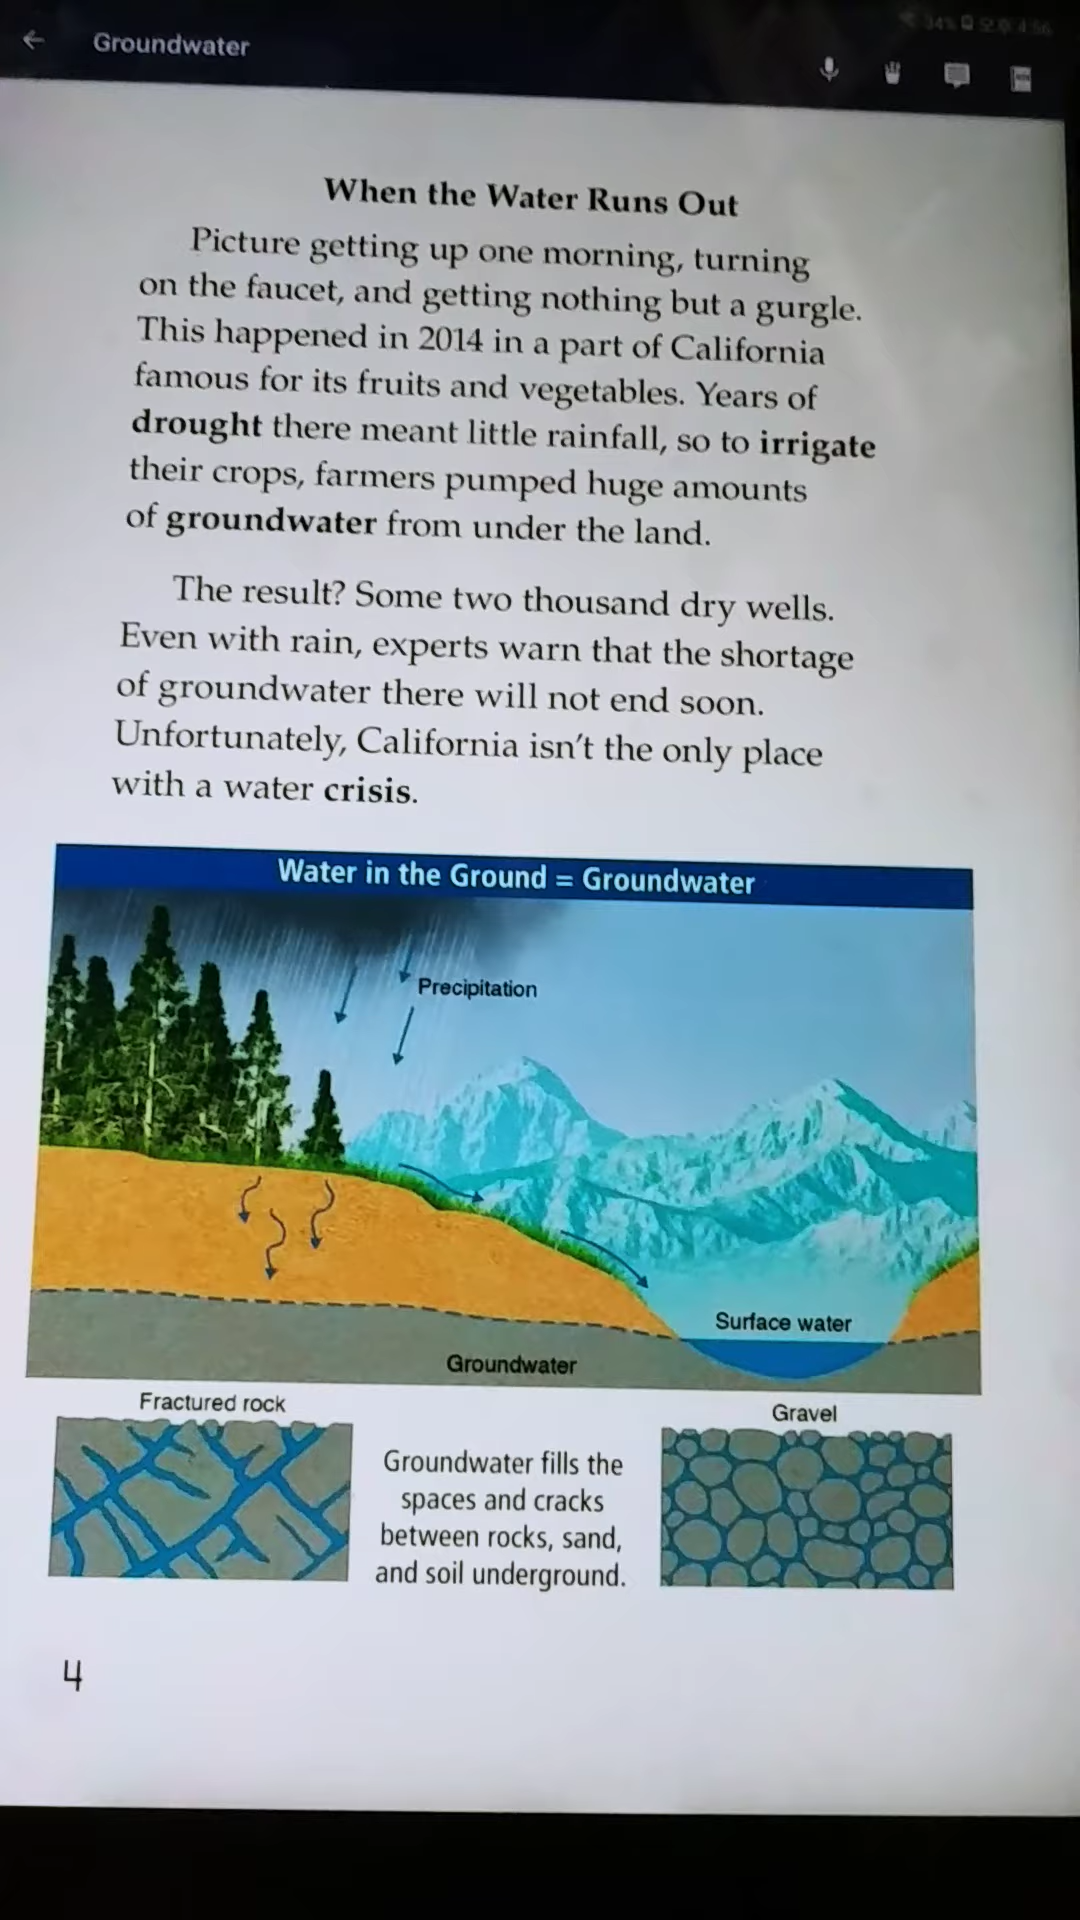 Groundwater
When the Water Runs Out
Picture getting up one morning, turning
on the faucet, and getting nothing but a gurgle.
This happened in 2014 in a part of California
famous for its fruits and vegetables. Years of
drought there meant little rainfall, so to irrigate
their crops, farmers pumped huge amounts
of groundwater from under the land.
The result? Some two thousand dry wells.
Even with rain, experts warn that the shortage
of groundwater there will not end soon.
Unfortunately, California isn't the only place
with a water crisis.
Water in the Ground = Groundwater
Precipitation
Surface water
Groundwater
Fractured rock
Gravel
Groundwater fills the
spaces and cracks
between rocks, sand,
and soil underground.
4